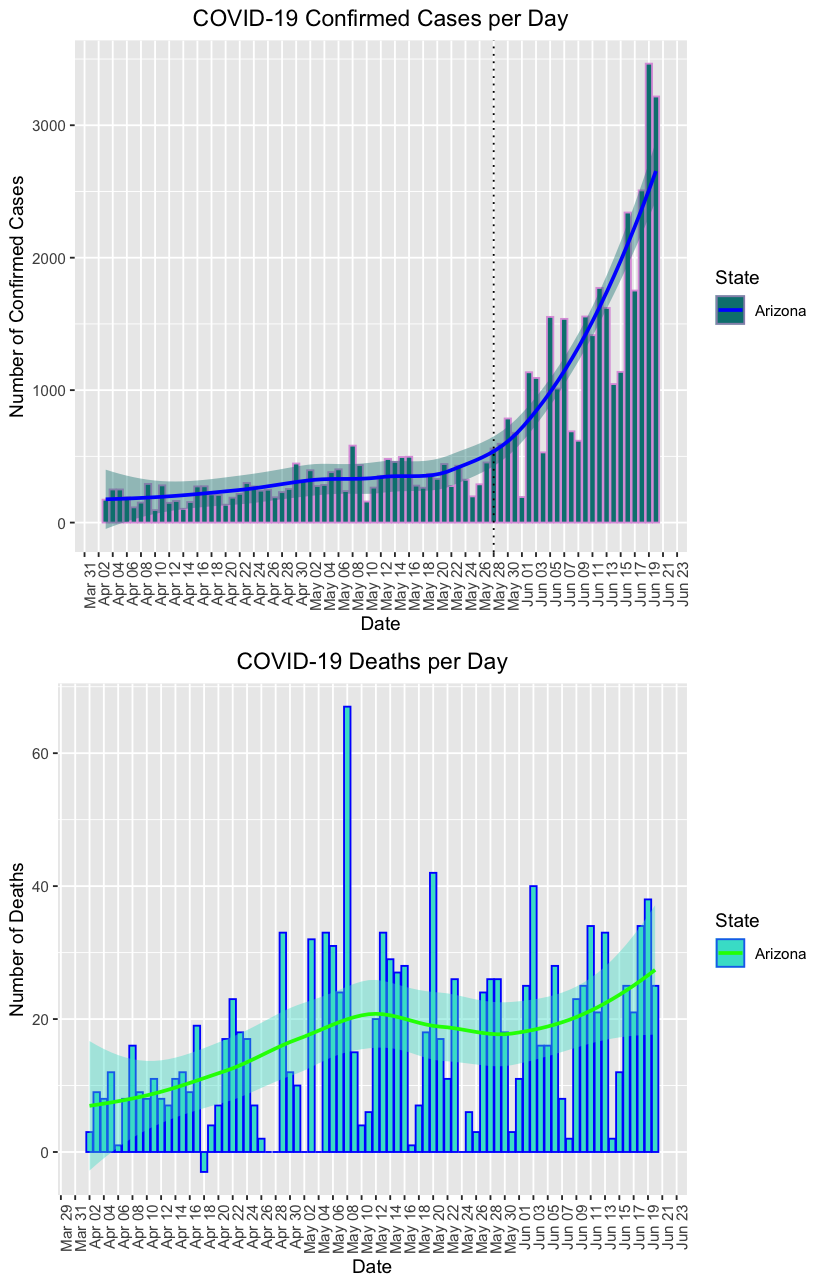 COVID-19 Confirmed Cases per Day
Number of Confirmed Cases
3000
2000
1000
0
Mar 31
Apr 02
Apr 04
Apr 06
Apr 08
Apr 10
Apr 12
Apr 14
Apr 16
Apr 18
Apr 20
Apr 22
Apr 24
Apr 26
Apr 28
Apr 30
May 02
May 04
May 06
May 08
May 10
May 12
May 14
May 16
May 18
May 20
May 22
May 24
May 26
May 28
May 30
Jun 01
Jun 03
Jun 05
Jun 07
Jun 09
Jun 11
Jun 13
Jun 15
Jun 17
Jun 19
Jun 21
Jun 23
Date
State
Arizona
COVID-19 Deaths per Day
Number of Deaths
60
40
20
0
Mar 29
Mar 31
Apr 02
Apr 04
Apr 06
Apr 08
Apr 10
Apr 12
Apr 14
Apr 16
Apr 18
Apr 20
Apr 22
Apr 24
Apr 26
Apr 28
Apr 30
May 02
May 04
May 06
May 08
May 10
May 12
May 14
May 16
May 18
May 20
May 22
May 24
May 26
May 28
May 30
Jun 01
Jun 03
Jun 05
Jun 07
Jun 09
Jun 11
Jun 13
Jun 15
Jun 17
Jun 19
Jun 21
Jun 23
Date
State
Arizona